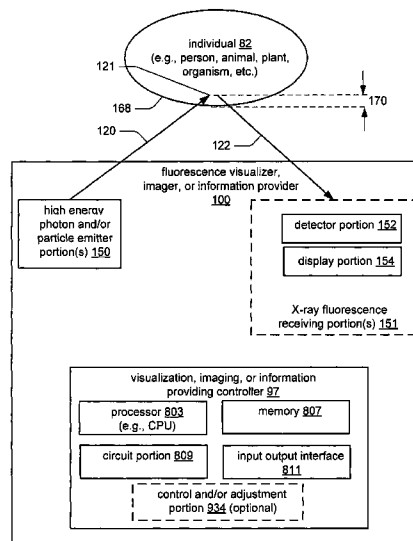 individual 82
(e.g., person, animal, plant,
organism, etc.)
121
168
170
120
122
fluorescence visualizer,
imager, or information provider
100
high energy
photon and/or
particle emitter
portion(s) 150
detector portion 152
display portion 154
X-ray fluorescence
receiving portion(s) 151
visualization, imaging, or information
providing controller 97
processor 803
(e.g., CPU)
memory 807
circuit portion 809
input output interface
811
control and/or adjustment
portion 934 (optional)